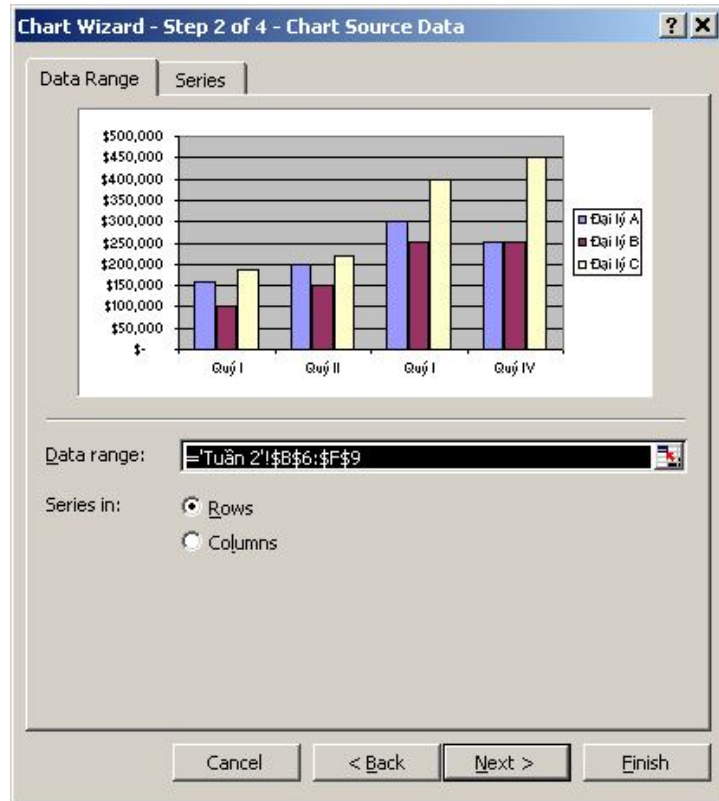 Chart Wizard - Step 2 of 4 - Chart Source Data
Data Range
Series
$500,000
$450,000
$400,000
$350,000
$300,000
$250,000
$200,000
$150,000
$100,000
$50,000
$-
Quý I
Quý II
Quý I
Quý IV
Đại lý A
Đại lý B
Đại lý C
Data range:
='Tuần 2'!$B$6:$F$9
Series in:
Rows
Columns
Cancel
< Back
Next >
Finish